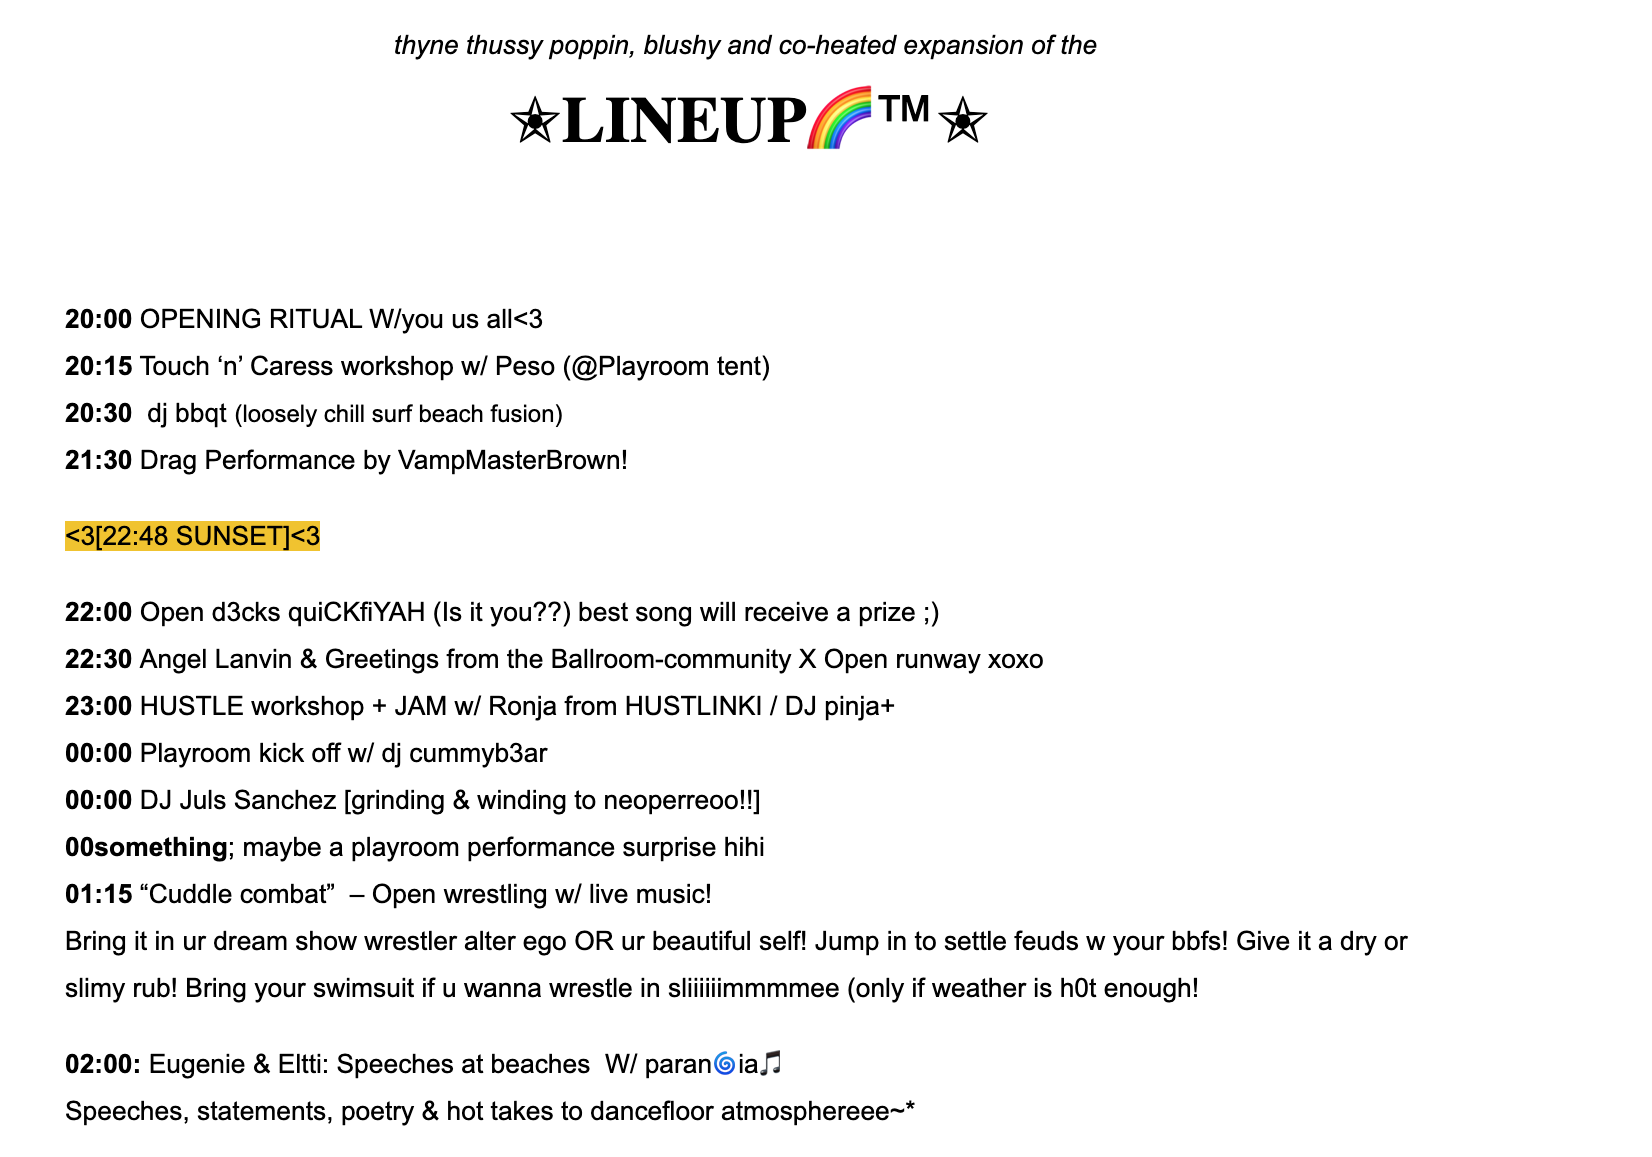 thyne thussy poppin, blushy and co-heated expansion of the
✯LINEUP🌈™✯
20:00 OPENING RITUAL W/you us all<3
20:15 Touch ‘n’ Caress workshop w/ Peso (@Playroom tent)
20:30  dj bbqt (loosely chill surf beach fusion)
21:30 Drag Performance by VampMasterBrown!
<3[22:48 SUNSET]<3
22:00 Open d3cks quiCKfiYAH (Is it you??) best song will receive a prize ;)
22:30 Angel Lanvin & Greetings from the Ballroom-community X Open runway xoxo
23:00 HUSTLE workshop + JAM w/ Ronja from HUSTLINKI / DJ pinja+
00:00 Playroom kick off w/ dj cummyb3ar
00:00 DJ Juls Sanchez [grinding & winding to neoperreoo!!]
00something; maybe a playroom performance surprise hihi
01:15 “Cuddle combat”  – Open wrestling w/ live music!
Bring it in ur dream show wrestler alter ego OR ur beautiful self! Jump in to settle feuds w your bbfs! Give it a dry or
slimy rub! Bring your swimsuit if u wanna wrestle in sliiiiiimmmmee (only if weather is h0t enough!
02:00: Eugenie & Eltti: Speeches at beaches  W/ paran🌀ia🎵
Speeches, statements, poetry & hot takes to dancefloor atmosphereee~*